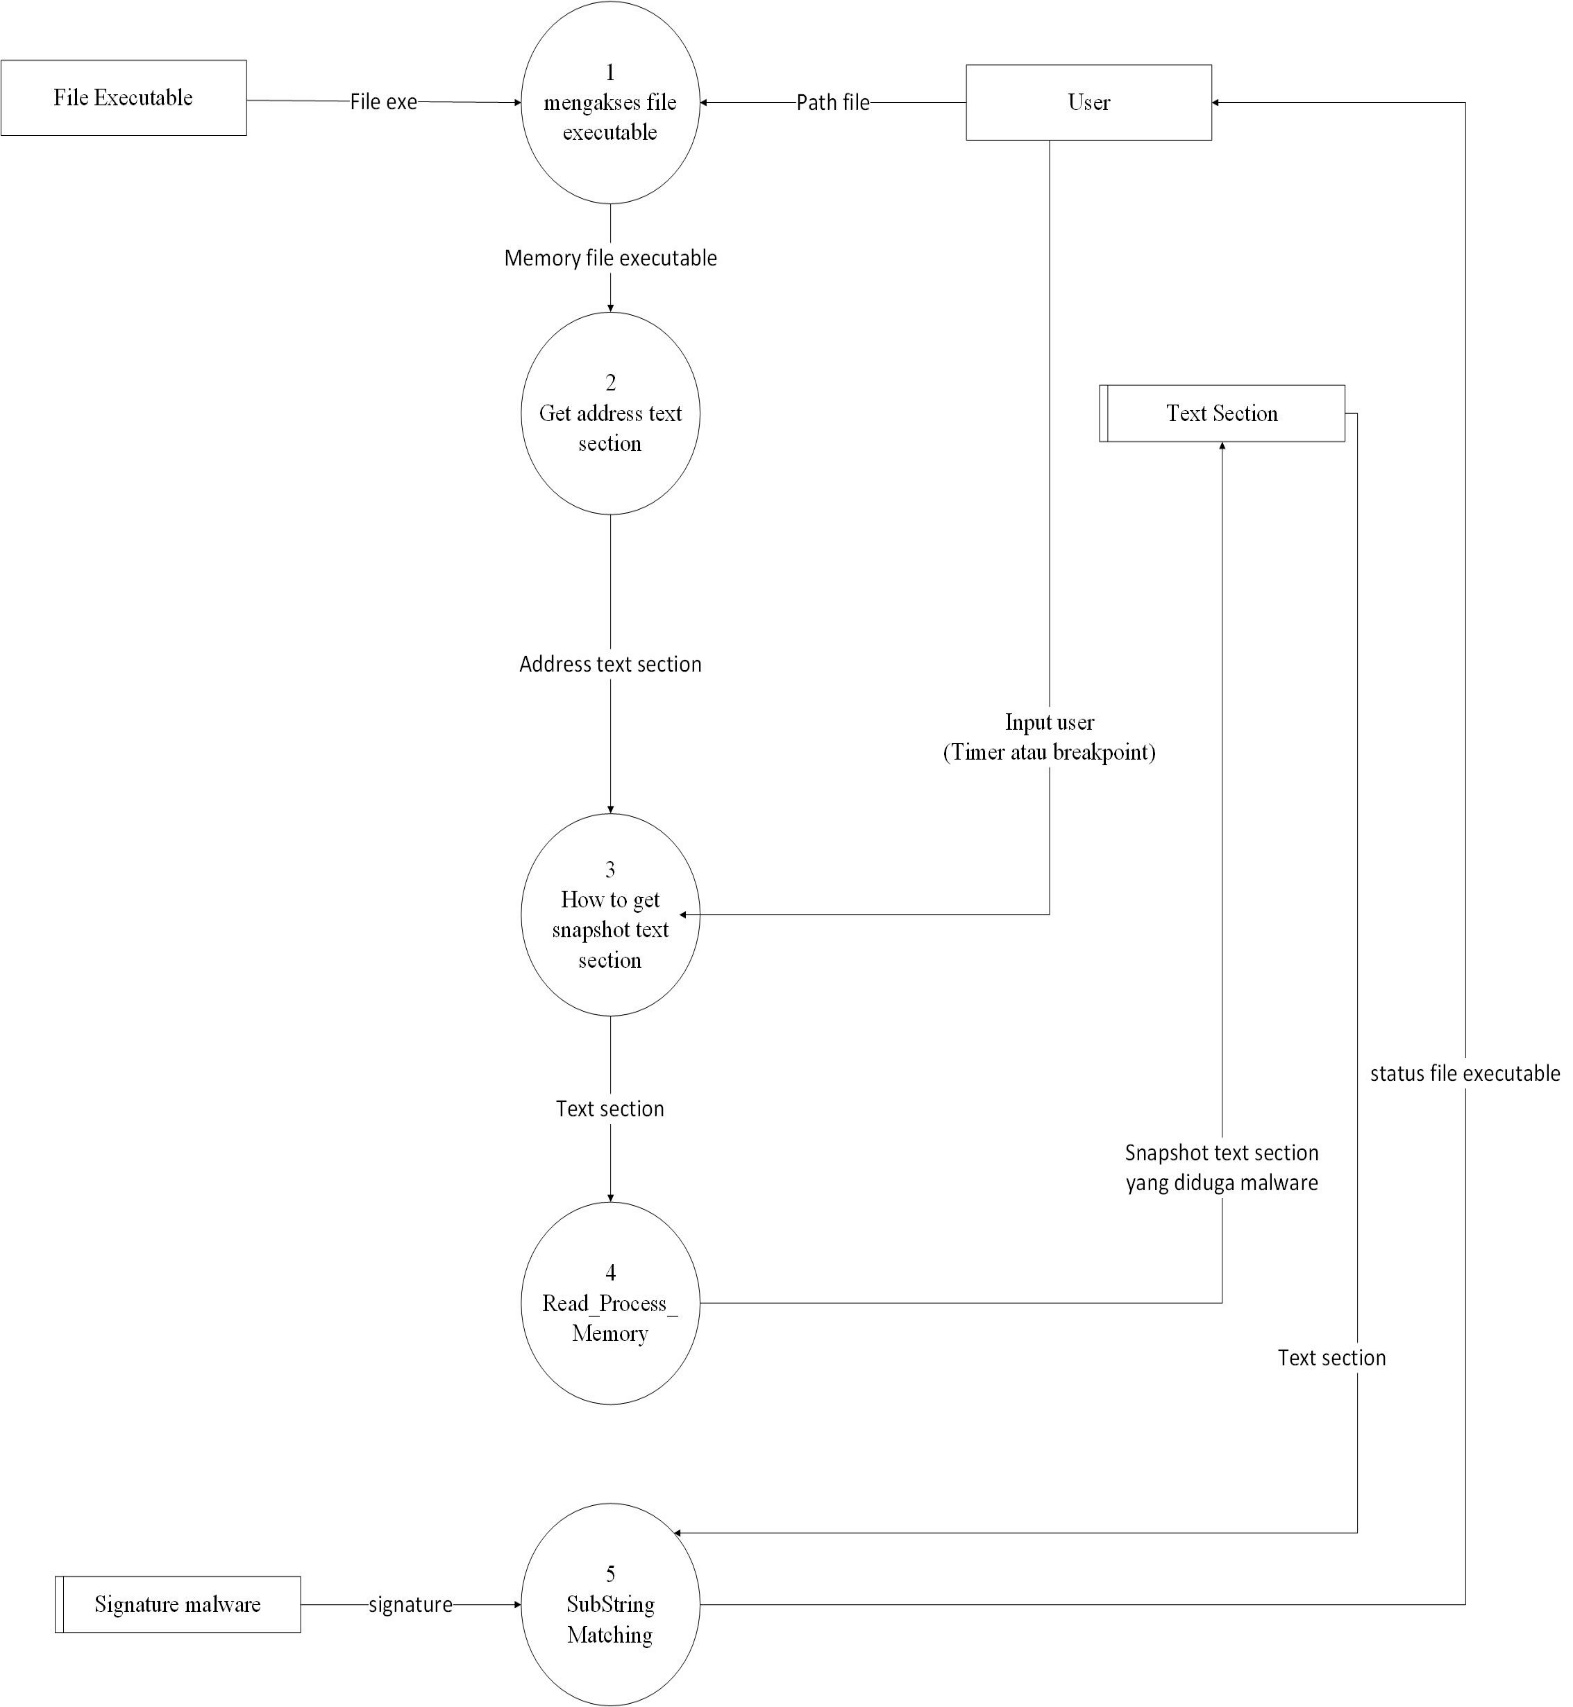 File Executable
File exe
1
mengakses file
executable
Path file
User
Memory file executable
2
Get address text
section
Text Section
Address text section
Input user
(Timer atau breakpoint)
3
How to get
snapshot text
section
status file executable
Text section
Snapshot text section
yang diduga malware
4
Read_Process_
Memory
Text section
5
SubString
Matching
Signature malware
signature